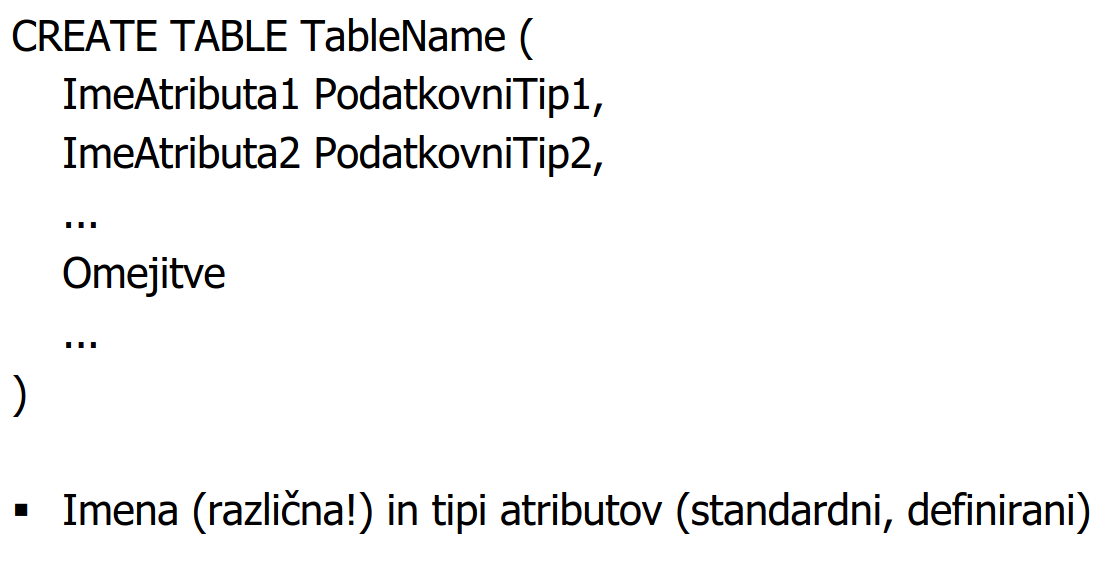 CREATE TABLE TableName (
ImeAtributa1 PodatkovniTip1,
ImeAtributa2 PodatkovniTip2,
...
Omejitve
...
)
▪ Imena (različna!) in tipi atributov (standardni, definirani)